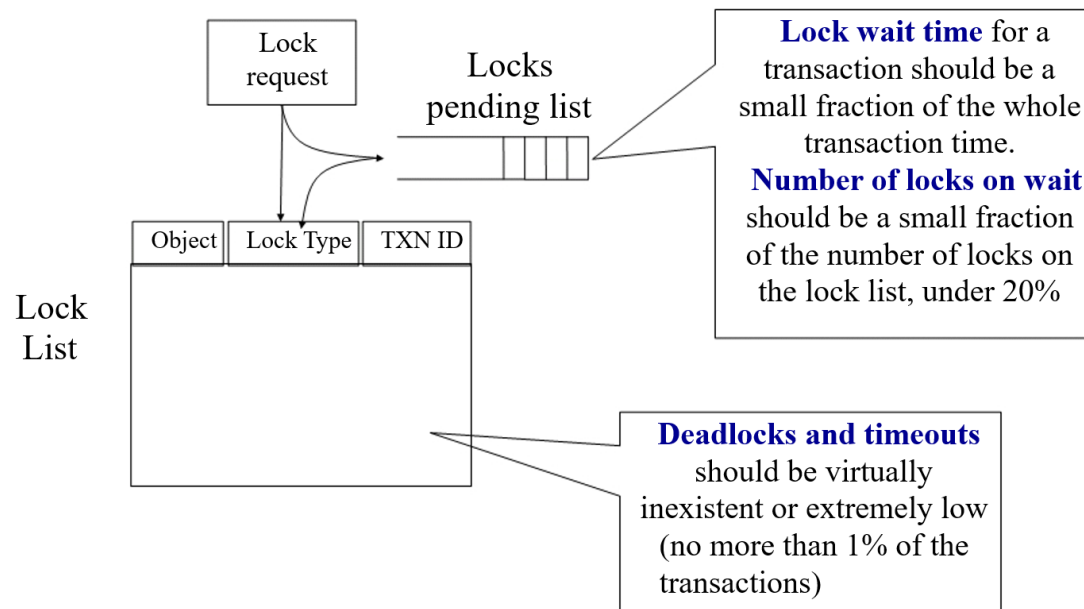 Lock
request
Locks
pending list
Lock wait time for a
transaction should be a
small fraction of the whole
transaction time.
Number of locks on wait
should be a small fraction
of the number of locks on
the lock list, under 20%
Object
Lock Type
TXN ID
Lock
List
Deadlocks and timeouts
should be virtually
inexistent or extremely low
(no more than 1% of the
transactions)